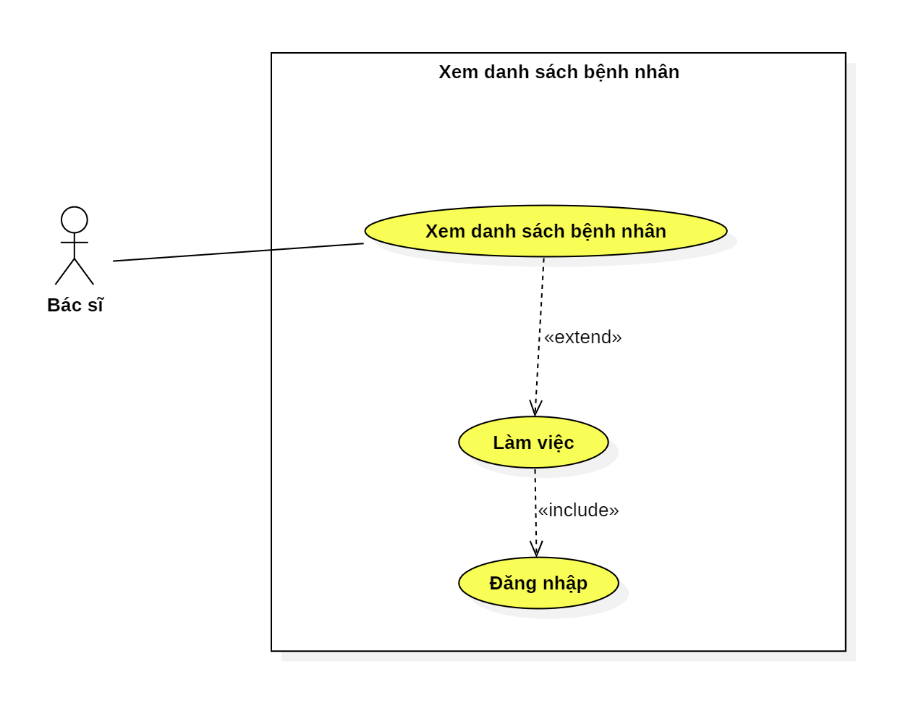 Xem danh sách bệnh nhân
Xem danh sách bệnh nhân
Bác sĩ
«extend»
Làm việc
«include»
Đăng nhập